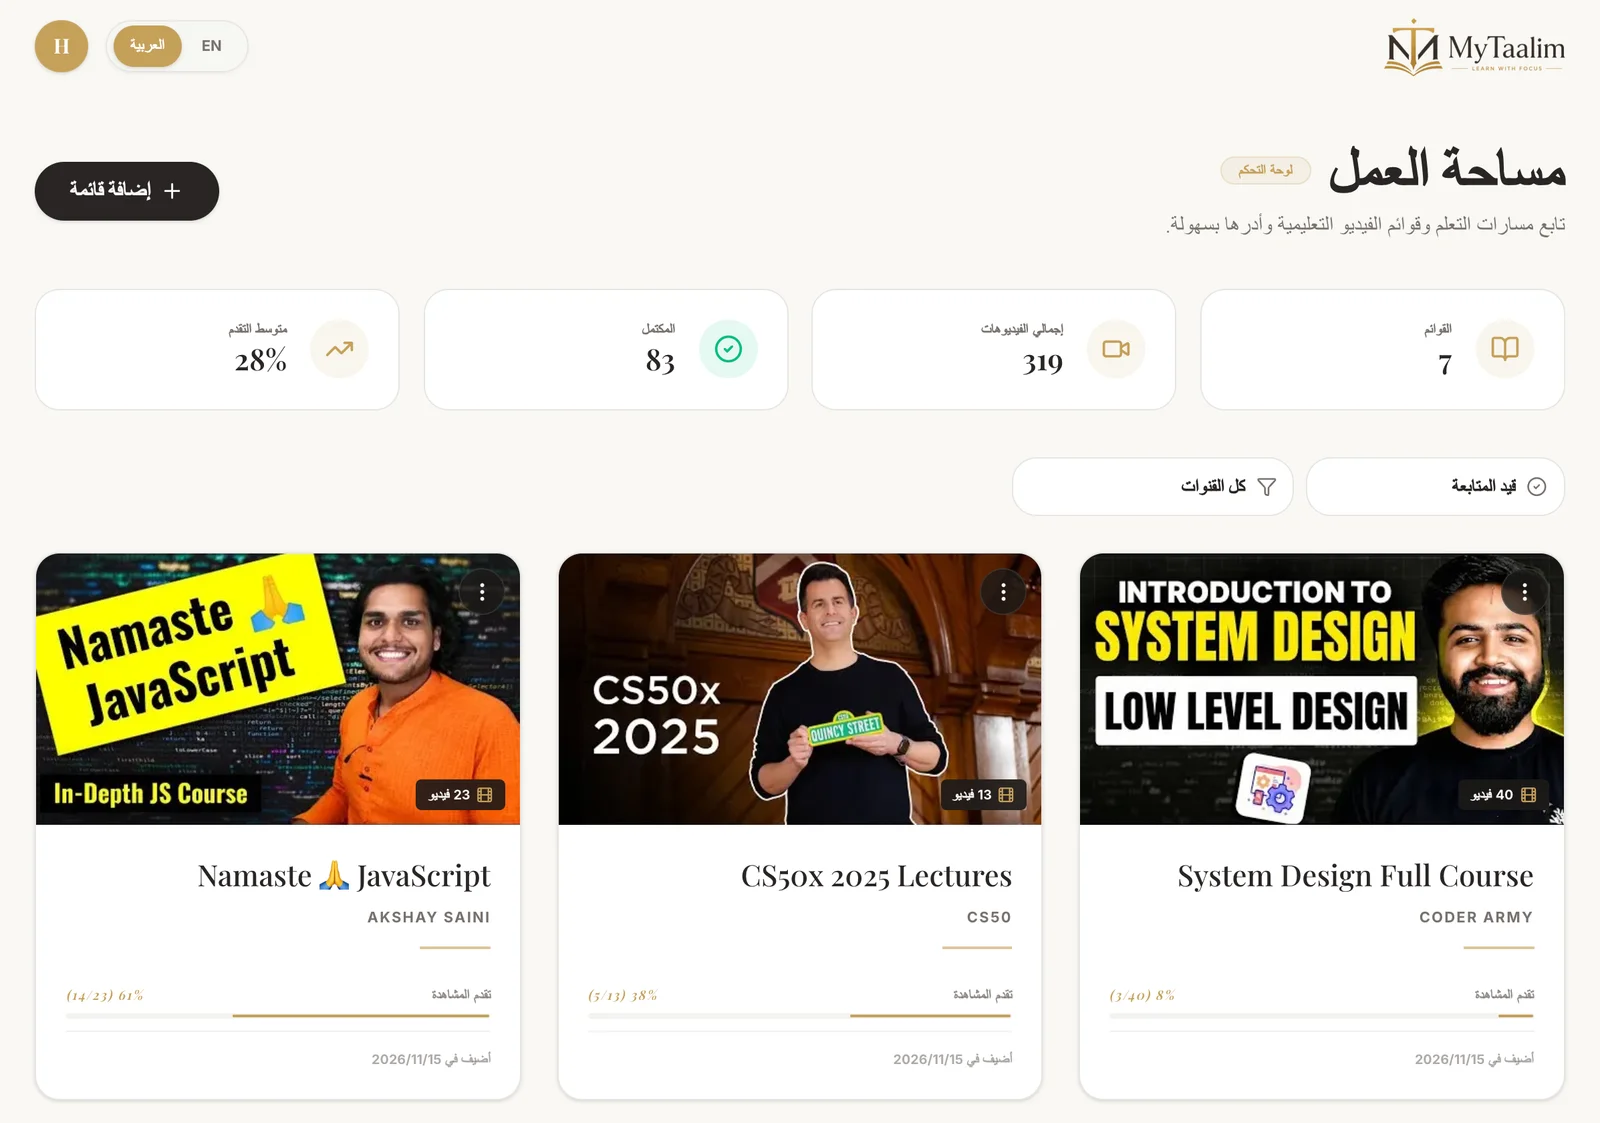 MyTaalim
LEARN WITH FOCUS
EN
العربية
H
مساحة العمل
لوحة التحكم
تابع مسارات التعلم وقوائم الفيديو التعليمية وأدرها بسهولة.
+ إضافة قائمة
القوائم
7
إجمالي الفيديوهات
319
المكتمل
83
متوسط التقدم
28%
قيد المتابعة
كل القنوات
INTRODUCTION TO
SYSTEM DESIGN
LOW LEVEL DESIGN
40 فيديو
System Design Full Course
CODER ARMY
تقدم المشاهدة
(3/40) 8%
أضيف في 2026/11/15
CS50x
2025
QUINCY STREET
13 فيديو
CS50x 2025 Lectures
CS50
تقدم المشاهدة
(5/13) 38%
أضيف في 2026/11/15
Namaste 🙏
JavaScript
In-Depth JS Course
23 فيديو
Namaste 🙏 JavaScript
AKSHAY SAINI
تقدم المشاهدة
(14/23) 61%
أضيف في 2026/11/15